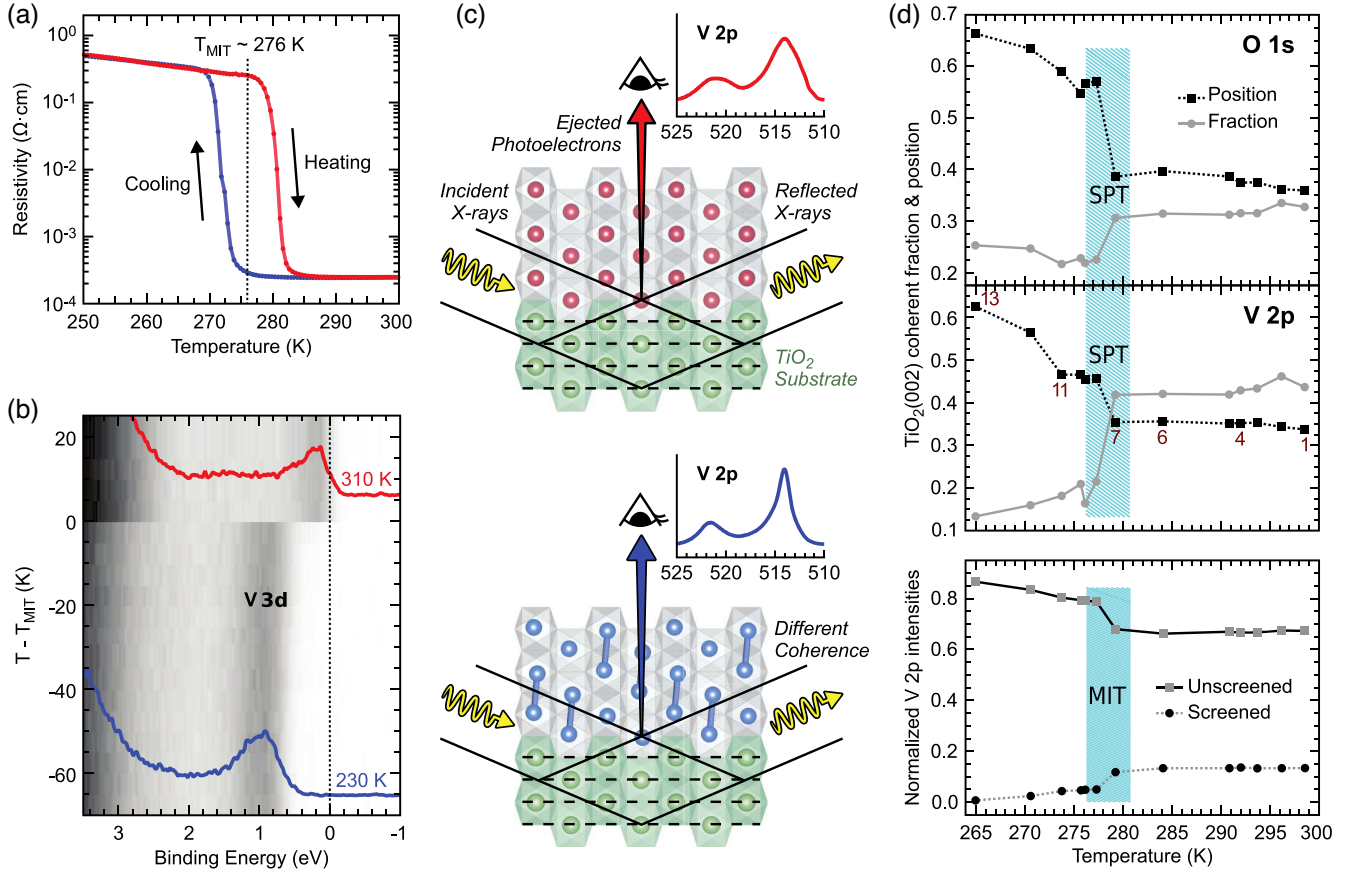 (a)
T_MIT ~ 276 K
Resistivity (Ω·cm)
10^0
10^-1
10^-2
10^-3
10^-4
Cooling
Heating
250 260 270 280 290 300
Temperature (K)
(b)
T - T_MIT (K)
20
0
-20
-40
-60
310 K
V 3d
230 K
3 2 1 0 -1
Binding Energy (eV)
(c)
V 2p
525 520 514 510
Ejected
Photoelectrons
Incident
X-rays
Reflected
X-rays
TiO2
Substrate
V 2p
525 520 514 510
Different
Coherence
(d)
TiO2(002) coherent fraction & position
0.7
0.6
0.5
0.4
0.3
0.2
O 1s
Position
Fraction
SPT
0.6
0.5
0.4
0.3
0.2
0.1
V 2p
13
SPT
11
7
6
4
1
Normalized V 2p intensities
0.8
0.6
0.4
0.2
0.0
Unscreened
Screened
MIT
265 270 275 280 285 290 295 300
Temperature (K)